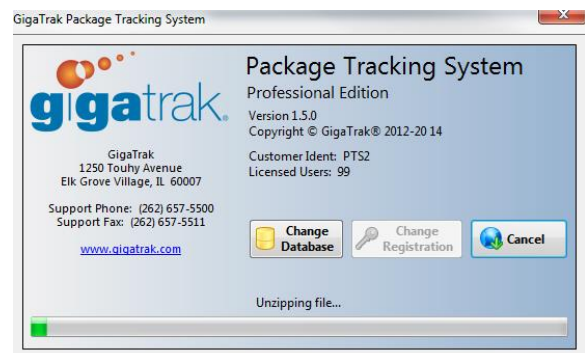 GigaTrak Package Tracking System
x
gigatrak.
GigaTrak
1250 Touhy Avenue
Elk Grove Village, IL 60007
Support Phone: (262) 657-5500
Support Fax: (262) 657-5511
www.gigatrak.com
Package Tracking System
Professional Edition
Version 1.5.0
Copyright © GigaTrak® 2012-20 14
Customer Ident: PTS2
Licensed Users: 99
Change
Database
Change
Registration
Cancel
Unzipping file...